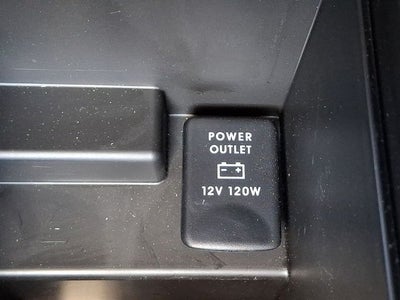 POWER
OUTLET
- +
12V 120W